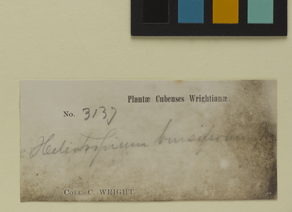 Plantæ Cubenses Wrightianæ
No. 3137
Heliotropium
Coll. C. WRIGHT.